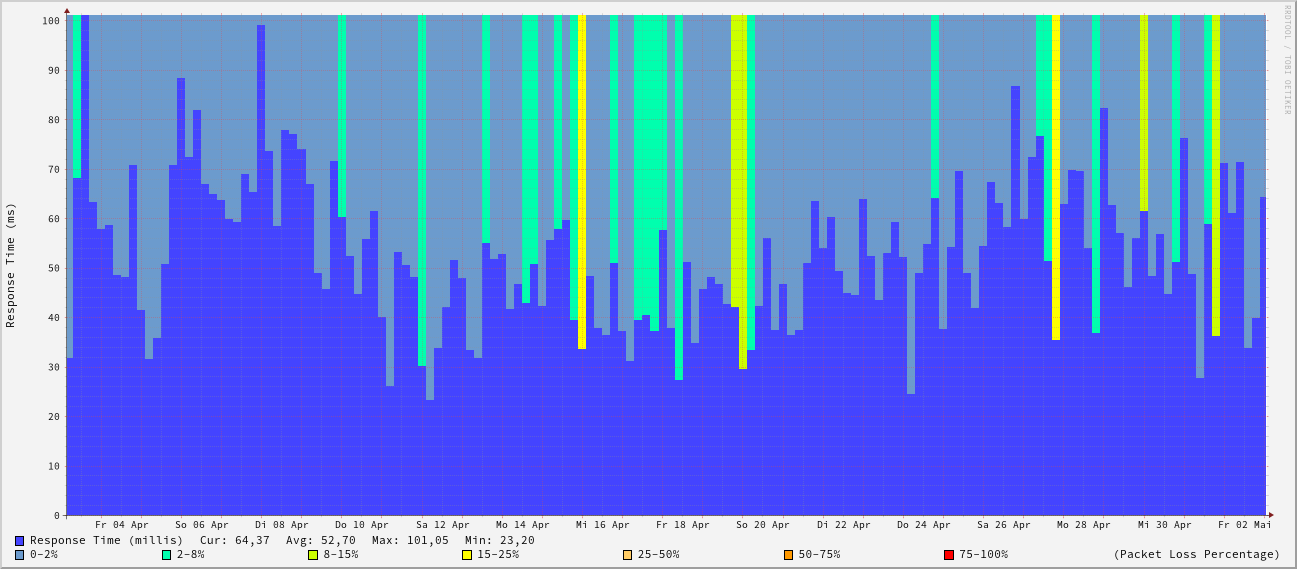 100
90
80
70
60
50
40
30
20
10
0
Response Time (ms)
RRDTOOL / TOBI OETIKER
Fr 04 Apr So 06 Apr Di 08 Apr Do 10 Apr Sa 12 Apr Mo 14 Apr Mi 16 Apr Fr 18 Apr So 20 Apr Di 22 Apr Do 24 Apr Sa 26 Apr Mo 28 Apr Mi 30 Apr Fr 02 Mai
Response Time (millis) Cur: 64,37 Avg: 52,70 Max: 101,05 Min: 23,20
0-2% 2-8% 8-15% 15-25% 25-50% 50-75% 75-100% (Packet Loss Percentage)